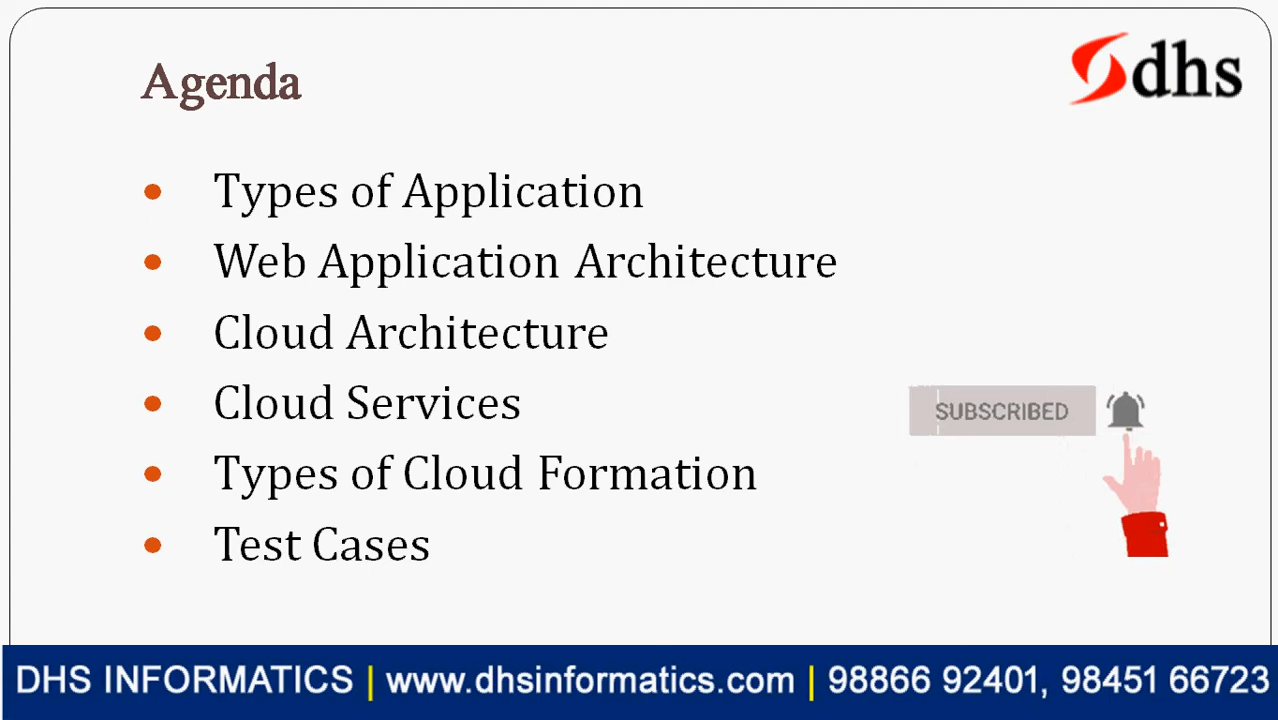 Agenda
dhs
• Types of Application
• Web Application Architecture
• Cloud Architecture
• Cloud Services
• Types of Cloud Formation
• Test Cases
SUBSCRIBED
DHS INFORMATICS | www.dhsinformatics.com | 98866 92401, 98451 66723